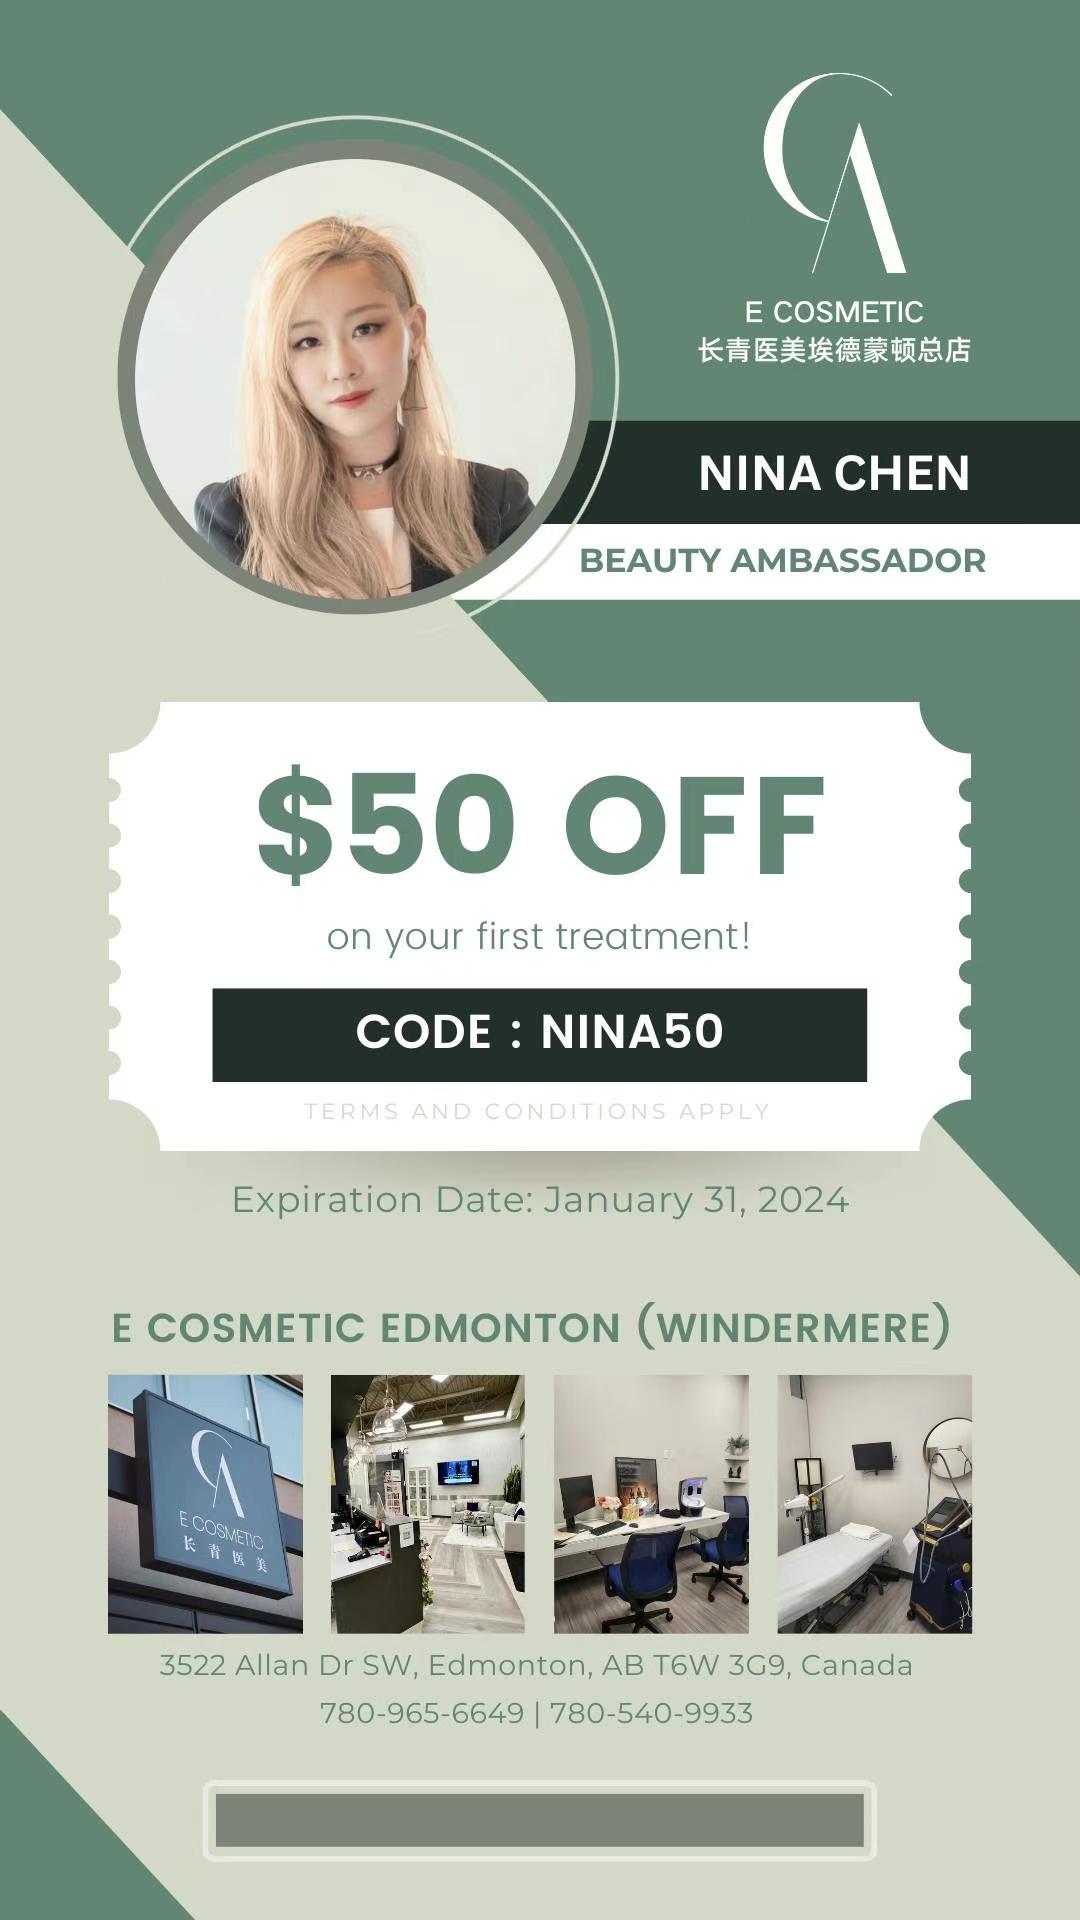 E COSMETIC
长青医美埃德蒙顿总店
NINA CHEN
BEAUTY AMBASSADOR
$50 OFF
on your first treatment!
CODE : NINA50
TERMS AND CONDITIONS APPLY
Expiration Date: January 31, 2024
E COSMETIC EDMONTON (WINDERMERE)
E COSMETIC
长青医美
3522 Allan Dr SW, Edmonton, AB T6W 3G9, Canada
780-965-6649 | 780-540-9933